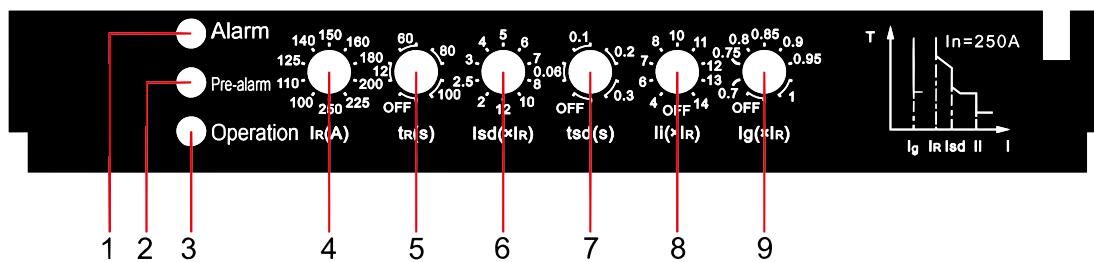 Alarm
Pre-alarm
Operation
100 110 125 140 150 160 180 200 225 250
IR(A)
OFF 12 60 80 100
tR(s)
2 2.5 3 4 5 6 7 8 10 12
Isd(×IR)
OFF 0.06 0.1 0.2 0.3
tsd(s)
4 6 7 8 10 11 12 13 14 OFF
Ii(×IR)
OFF 0.7 0.75 0.8 0.85 0.9 0.95 1
Ig(×IR)
T
In=250A
Ig IR Isd Ii I
1 2 3 4 5 6 7 8 9